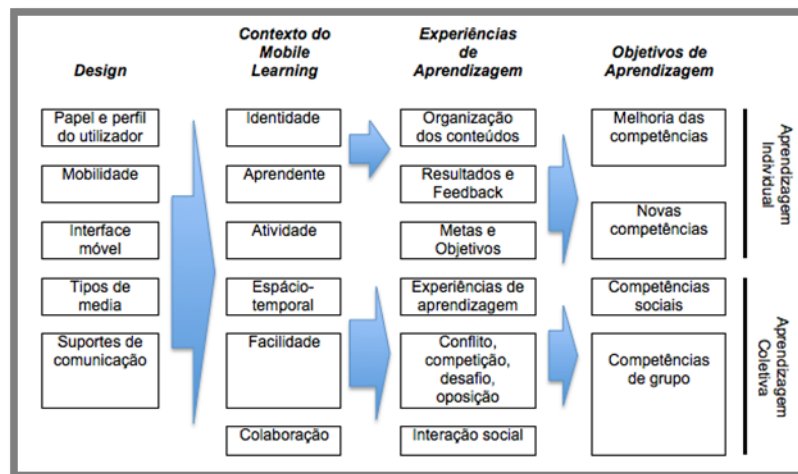 Design
Contexto do
Mobile
Learning
Experiências
de
Aprendizagem
Objetivos de
Aprendizagem
Papel e perfil
do utilizador
Mobilidade
Interface
móvel
Tipos de
media
Suportes de
comunicação
Identidade
Aprendente
Atividade
Espácio-
temporal
Facilidade
Colaboração
Organização
dos conteúdos
Resultados e
Feedback
Metas e
Objetivos
Experiências de
aprendizagem
Conflito,
competição,
desafio,
oposição
Interação social
Melhoria das
competências
Novas
competências
Competências
sociais
Competências
de grupo
Aprendizagem
Individual
Aprendizagem
Coletiva